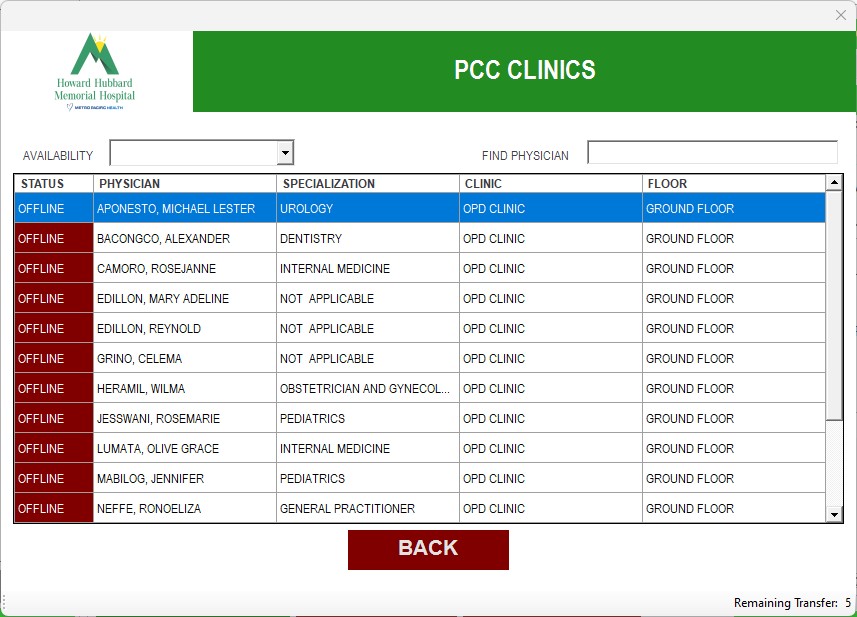 Howard Hubbard
Memorial Hospital
METRO PACIFIC HEALTH
PCC CLINICS
AVAILABILITY
FIND PHYSICIAN
STATUS PHYSICIAN SPECIALIZATION CLINIC FLOOR
OFFLINE APONESTO, MICHAEL LESTER UROLOGY OPD CLINIC GROUND FLOOR
OFFLINE BACONGCO, ALEXANDER DENTISTRY OPD CLINIC GROUND FLOOR
OFFLINE CAMORO, ROSEJANNE INTERNAL MEDICINE OPD CLINIC GROUND FLOOR
OFFLINE EDILLON, MARY ADELINE NOT APPLICABLE OPD CLINIC GROUND FLOOR
OFFLINE EDILLON, REYNOLD NOT APPLICABLE OPD CLINIC GROUND FLOOR
OFFLINE GRINO, CELEMA NOT APPLICABLE OPD CLINIC GROUND FLOOR
OFFLINE HERAMIL, WILMA OBSTETRICIAN AND GYNECOL... OPD CLINIC GROUND FLOOR
OFFLINE JESSWANI, ROSEMARIE PEDIATRICS OPD CLINIC GROUND FLOOR
OFFLINE LUMATA, OLIVE GRACE INTERNAL MEDICINE OPD CLINIC GROUND FLOOR
OFFLINE MABILOG, JENNIFER PEDIATRICS OPD CLINIC GROUND FLOOR
OFFLINE NEFFE, RONOELIZA GENERAL PRACTITIONER OPD CLINIC GROUND FLOOR
BACK
Remaining Transfer: 5